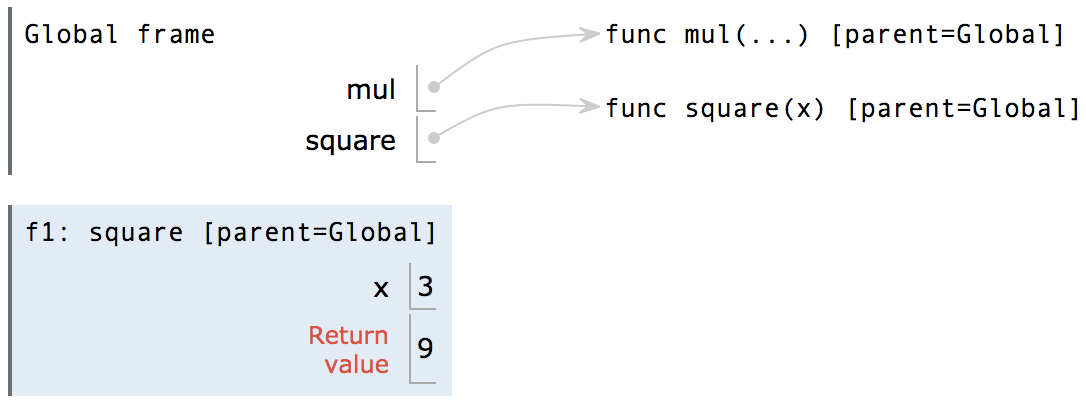 Global frame
func mul(...) [parent=Global]
mul
func square(x) [parent=Global]
square
f1: square [parent=Global]
x 3
Return
value 9